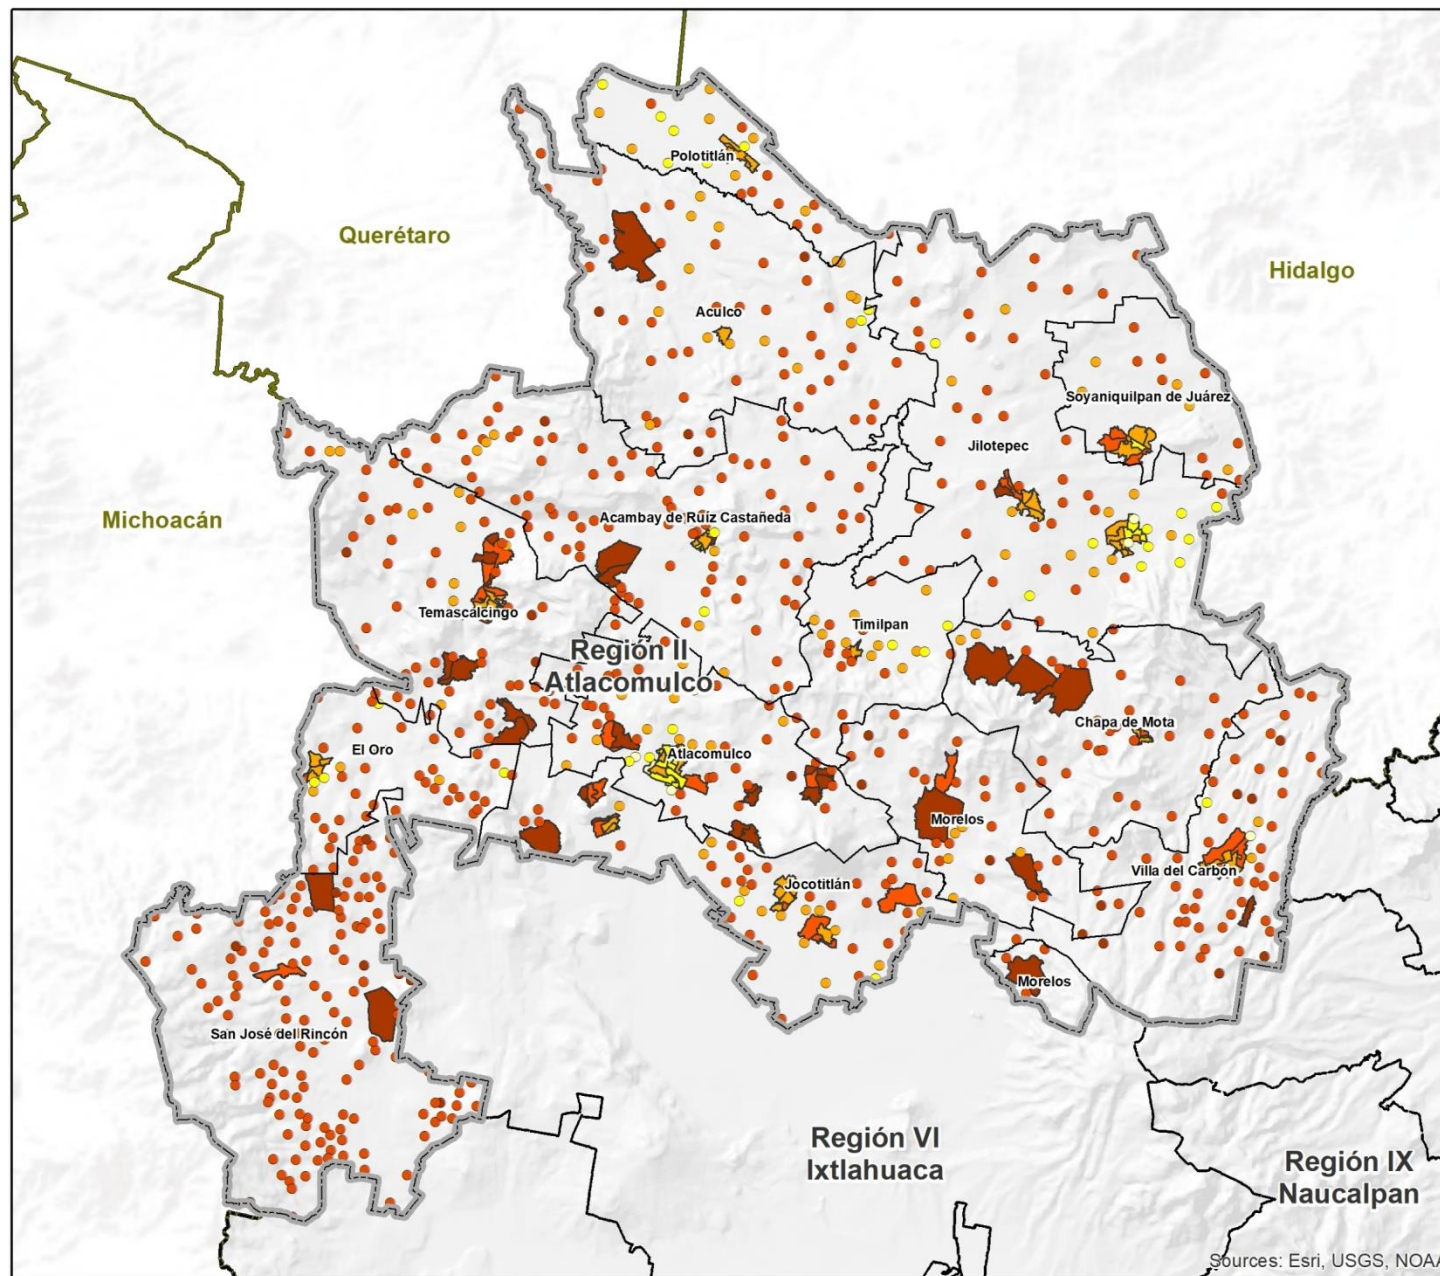 Polotitlán
Querétaro
Hidalgo
Aculco
Soyaniquilpan de Juárez
Jilotepec
Michoacán
Acambay de Ruíz Castañeda
Temascalcingo
Timilpan
Región II
Atlacomulco
Chapa de Mota
El Oro
Atlacomulco
Morelos
Villa del Carbón
Jocotitlán
Morelos
San José del Rincón
Región VI
Ixtlahuaca
Región IX
Naucalpan
Sources: Esri, USGS, NOAA